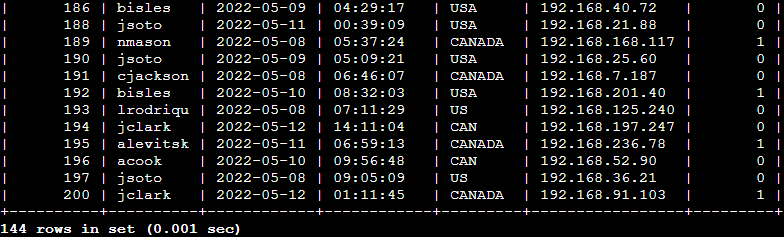 |       186 | bisles   | 2022-05-09 | 04:29:17   | USA     | 192.168.40.72   |       0 |
|       188 | jsoto    | 2022-05-11 | 00:39:09   | USA     | 192.168.21.88   |       0 |
|       189 | nmason   | 2022-05-08 | 05:37:24   | CANADA  | 192.168.168.117 |       1 |
|       190 | jsoto    | 2022-05-09 | 05:09:21   | USA     | 192.168.25.60   |       0 |
|       191 | cjackson | 2022-05-08 | 06:46:07   | CANADA  | 192.168.7.187   |       0 |
|       192 | bisles   | 2022-05-10 | 08:32:03   | USA     | 192.168.201.40  |       1 |
|       193 | lrodriqu | 2022-05-08 | 07:11:29   | US      | 192.168.125.240 |       0 |
|       194 | jclark   | 2022-05-12 | 14:11:04   | CAN     | 192.168.197.247 |       0 |
|       195 | alevitsk | 2022-05-11 | 06:59:13   | CANADA  | 192.168.236.78  |       1 |
|       196 | acook    | 2022-05-10 | 09:56:48   | CAN     | 192.168.52.90   |       0 |
|       197 | jsoto    | 2022-05-08 | 09:05:09   | US      | 192.168.36.21   |       0 |
|       200 | jclark   | 2022-05-12 | 01:11:45   | CANADA  | 192.168.91.103  |       1 |
+-----------+----------+------------+------------+---------+-----------------+---------+
144 rows in set (0.001 sec)